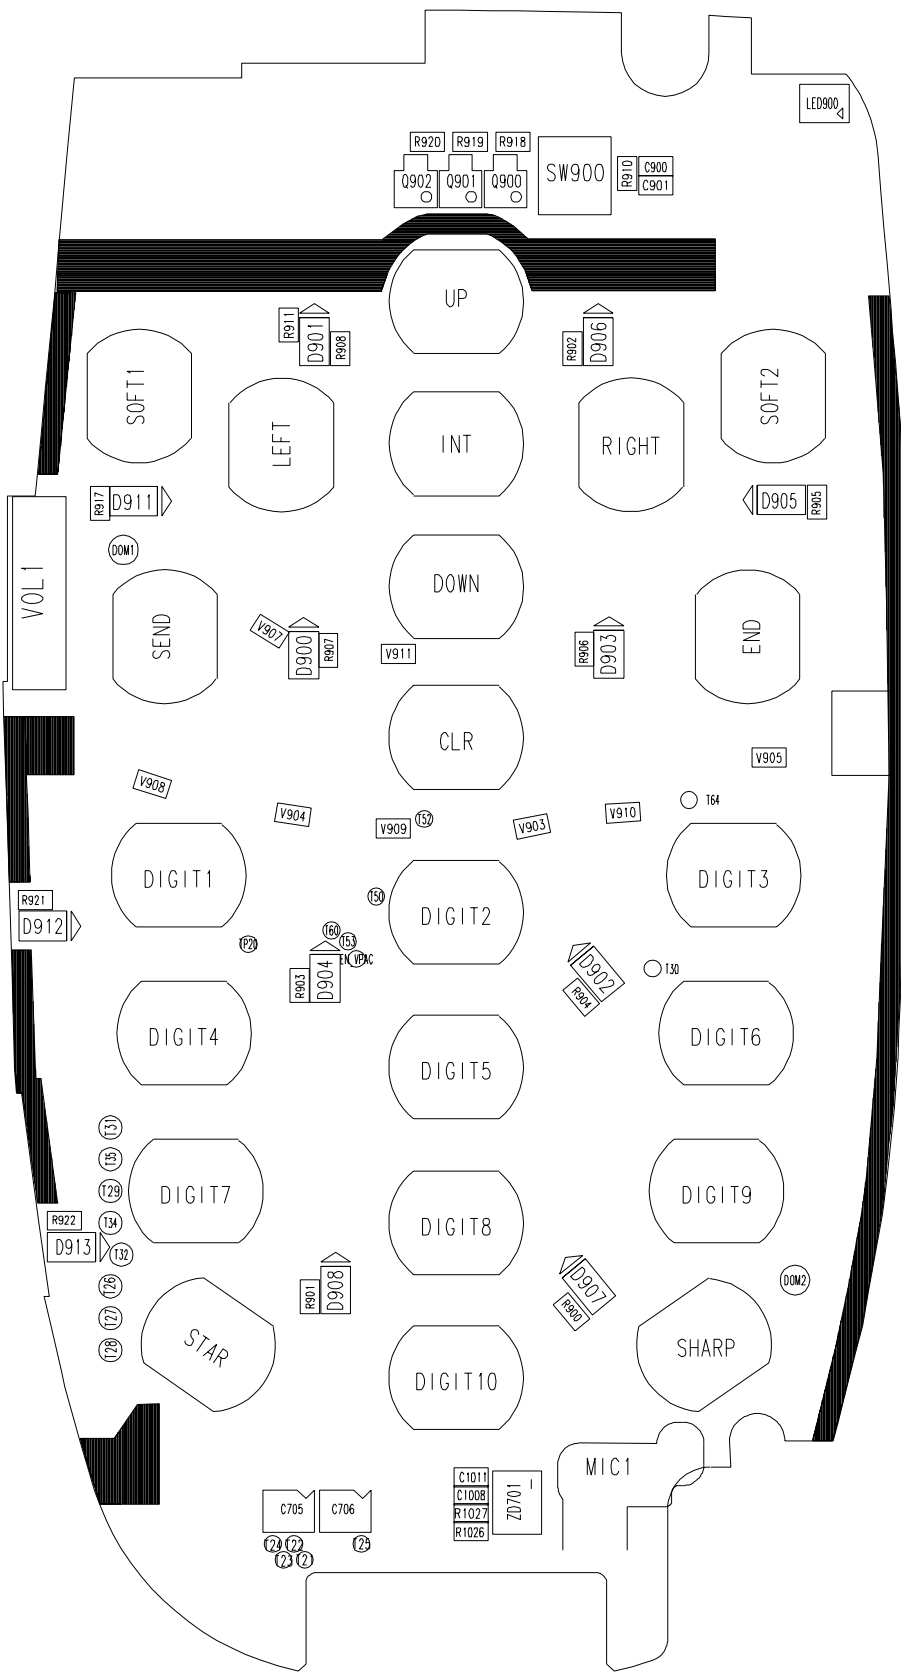 LED900
R920 R919 R918
SW900
R910
C900
C901
Q902 Q901 Q900
UP
R911
D901
R908
R902
D906
SOFT1
LEFT
INT
RIGHT
SOFT2
R917
D911
D905
R905
DOM1
VOL1
DOWN
SEND
V907
D900
R907
V911
R906
D903
END
CLR
V905
V908
V904
V909
T52
V903
V910
T64
DIGIT1
DIGIT2
DIGIT3
T50
R921
D912
TP20
T60
T53
EN_VPAC
R903
D904
D902
R904
T30
DIGIT4
DIGIT5
DIGIT6
T31
T35
T29
T34
T32
T26
T27
T28
DIGIT7
DIGIT8
DIGIT9
R922
D913
R901
D908
D907
R900
DOM2
STAR
DIGIT10
SHARP
MIC1
C1011
C1008
R1027
R1026
ZD701
C705
C706
T24
T22
T23
T21
T25